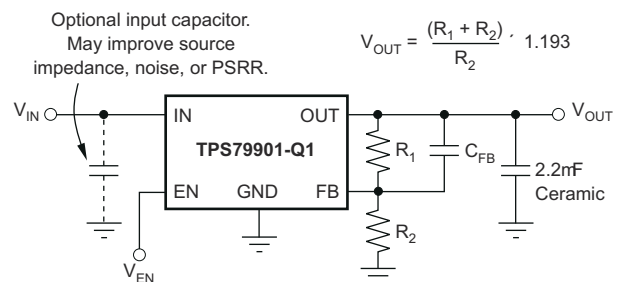 Optional input capacitor.
May improve source
impedance, noise, or PSRR.
V_OUT = (R_1 + R_2) / R_2 ´ 1.193
V_IN
IN
OUT
V_OUT
TPS79901-Q1
R_1
C_FB
2.2mF
Ceramic
EN
GND
FB
R_2
V_EN